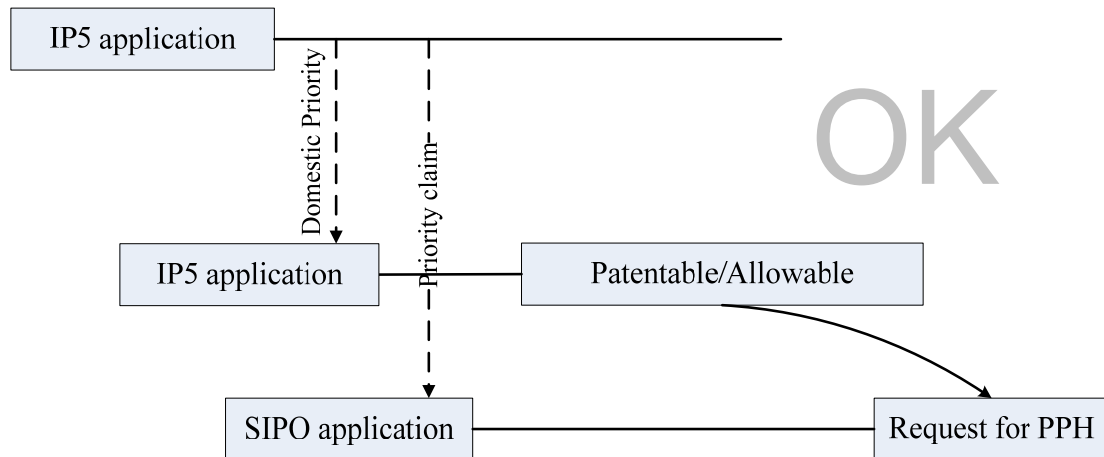 IP5 application
OK
Domestic Priority
Priority claim
IP5 application
Patentable/Allowable
SIPO application
Request for PPH